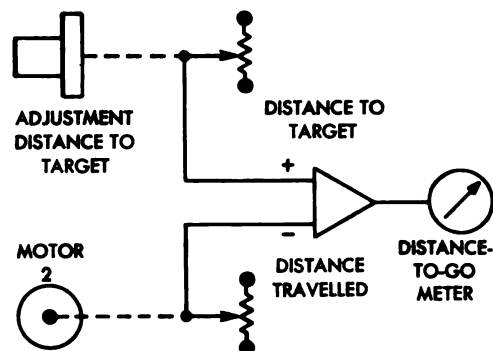 ADJUSTMENT
DISTANCE TO
TARGET
DISTANCE TO
TARGET
+
−
MOTOR
2
DISTANCE
TRAVELLED
DISTANCE-
TO-GO
METER